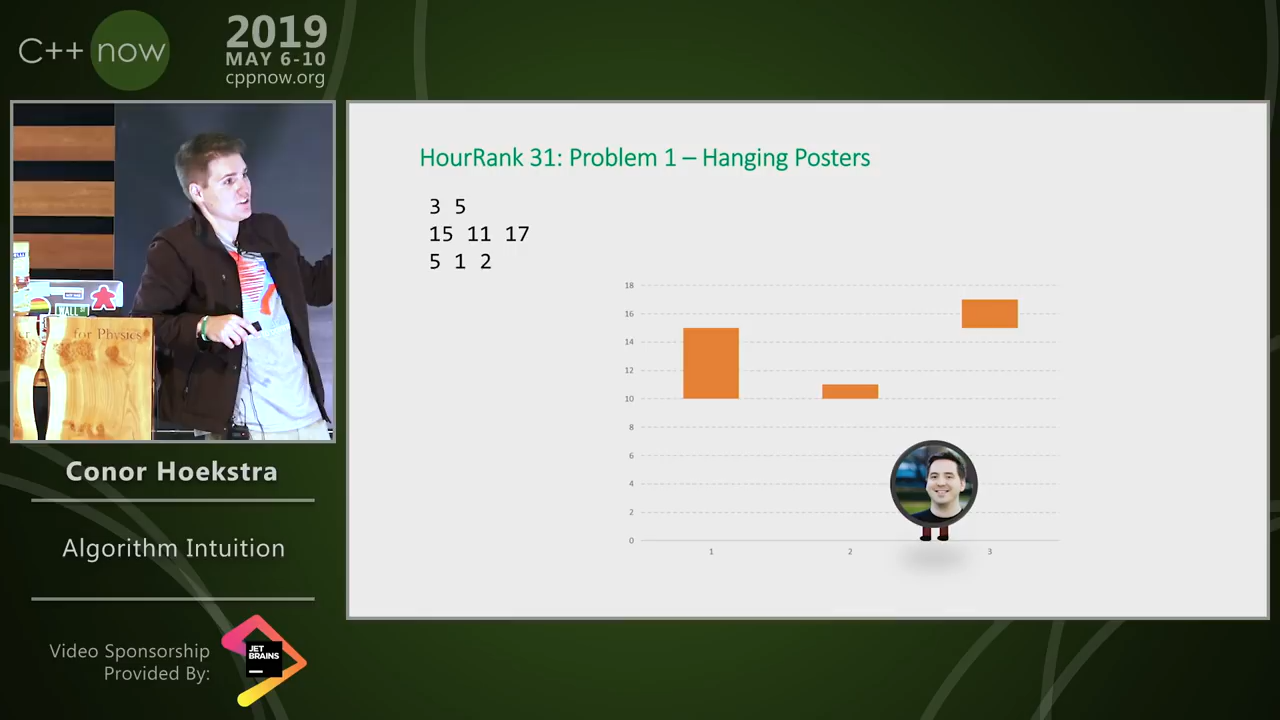 C++ now
2019
MAY 6-10
cppnow.org
HourRank 31: Problem 1 – Hanging Posters
3 5
15 11 17
5 1 2
18
16
14
12
10
8
6
4
2
0
1 2 3
for Physics
Conor Hoekstra
Algorithm Intuition
Video Sponsorship
Provided By:
JET
BRAINS